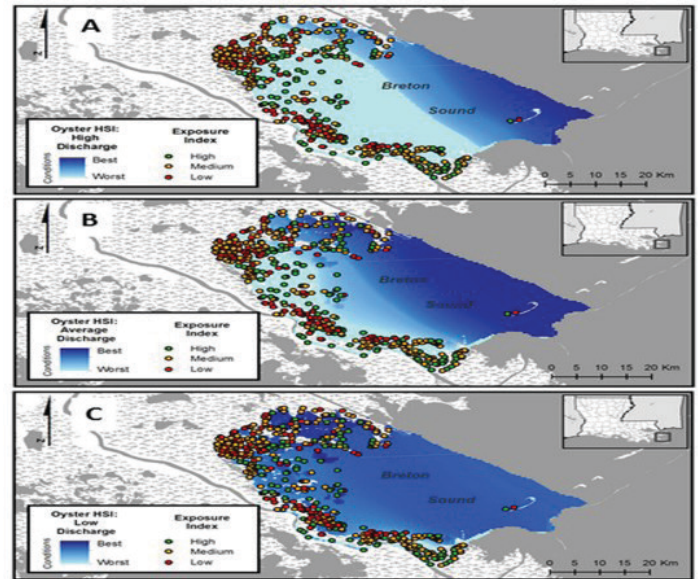 A
Breton
Sound
Oyster HSI:
High
Discharge
Exposure
Index
Conditions
Best
Worst
High
Medium
Low
0 5 10 15 20 Km
B
Breton
Sound
Oyster HSI:
Average
Discharge
Exposure
Index
Conditions
Best
Worst
High
Medium
Low
0 5 10 15 20 Km
C
Breton
Sound
Oyster HSI:
Low
Discharge
Exposure
Index
Conditions
Best
Worst
High
Medium
Low
0 5 10 15 20 Km